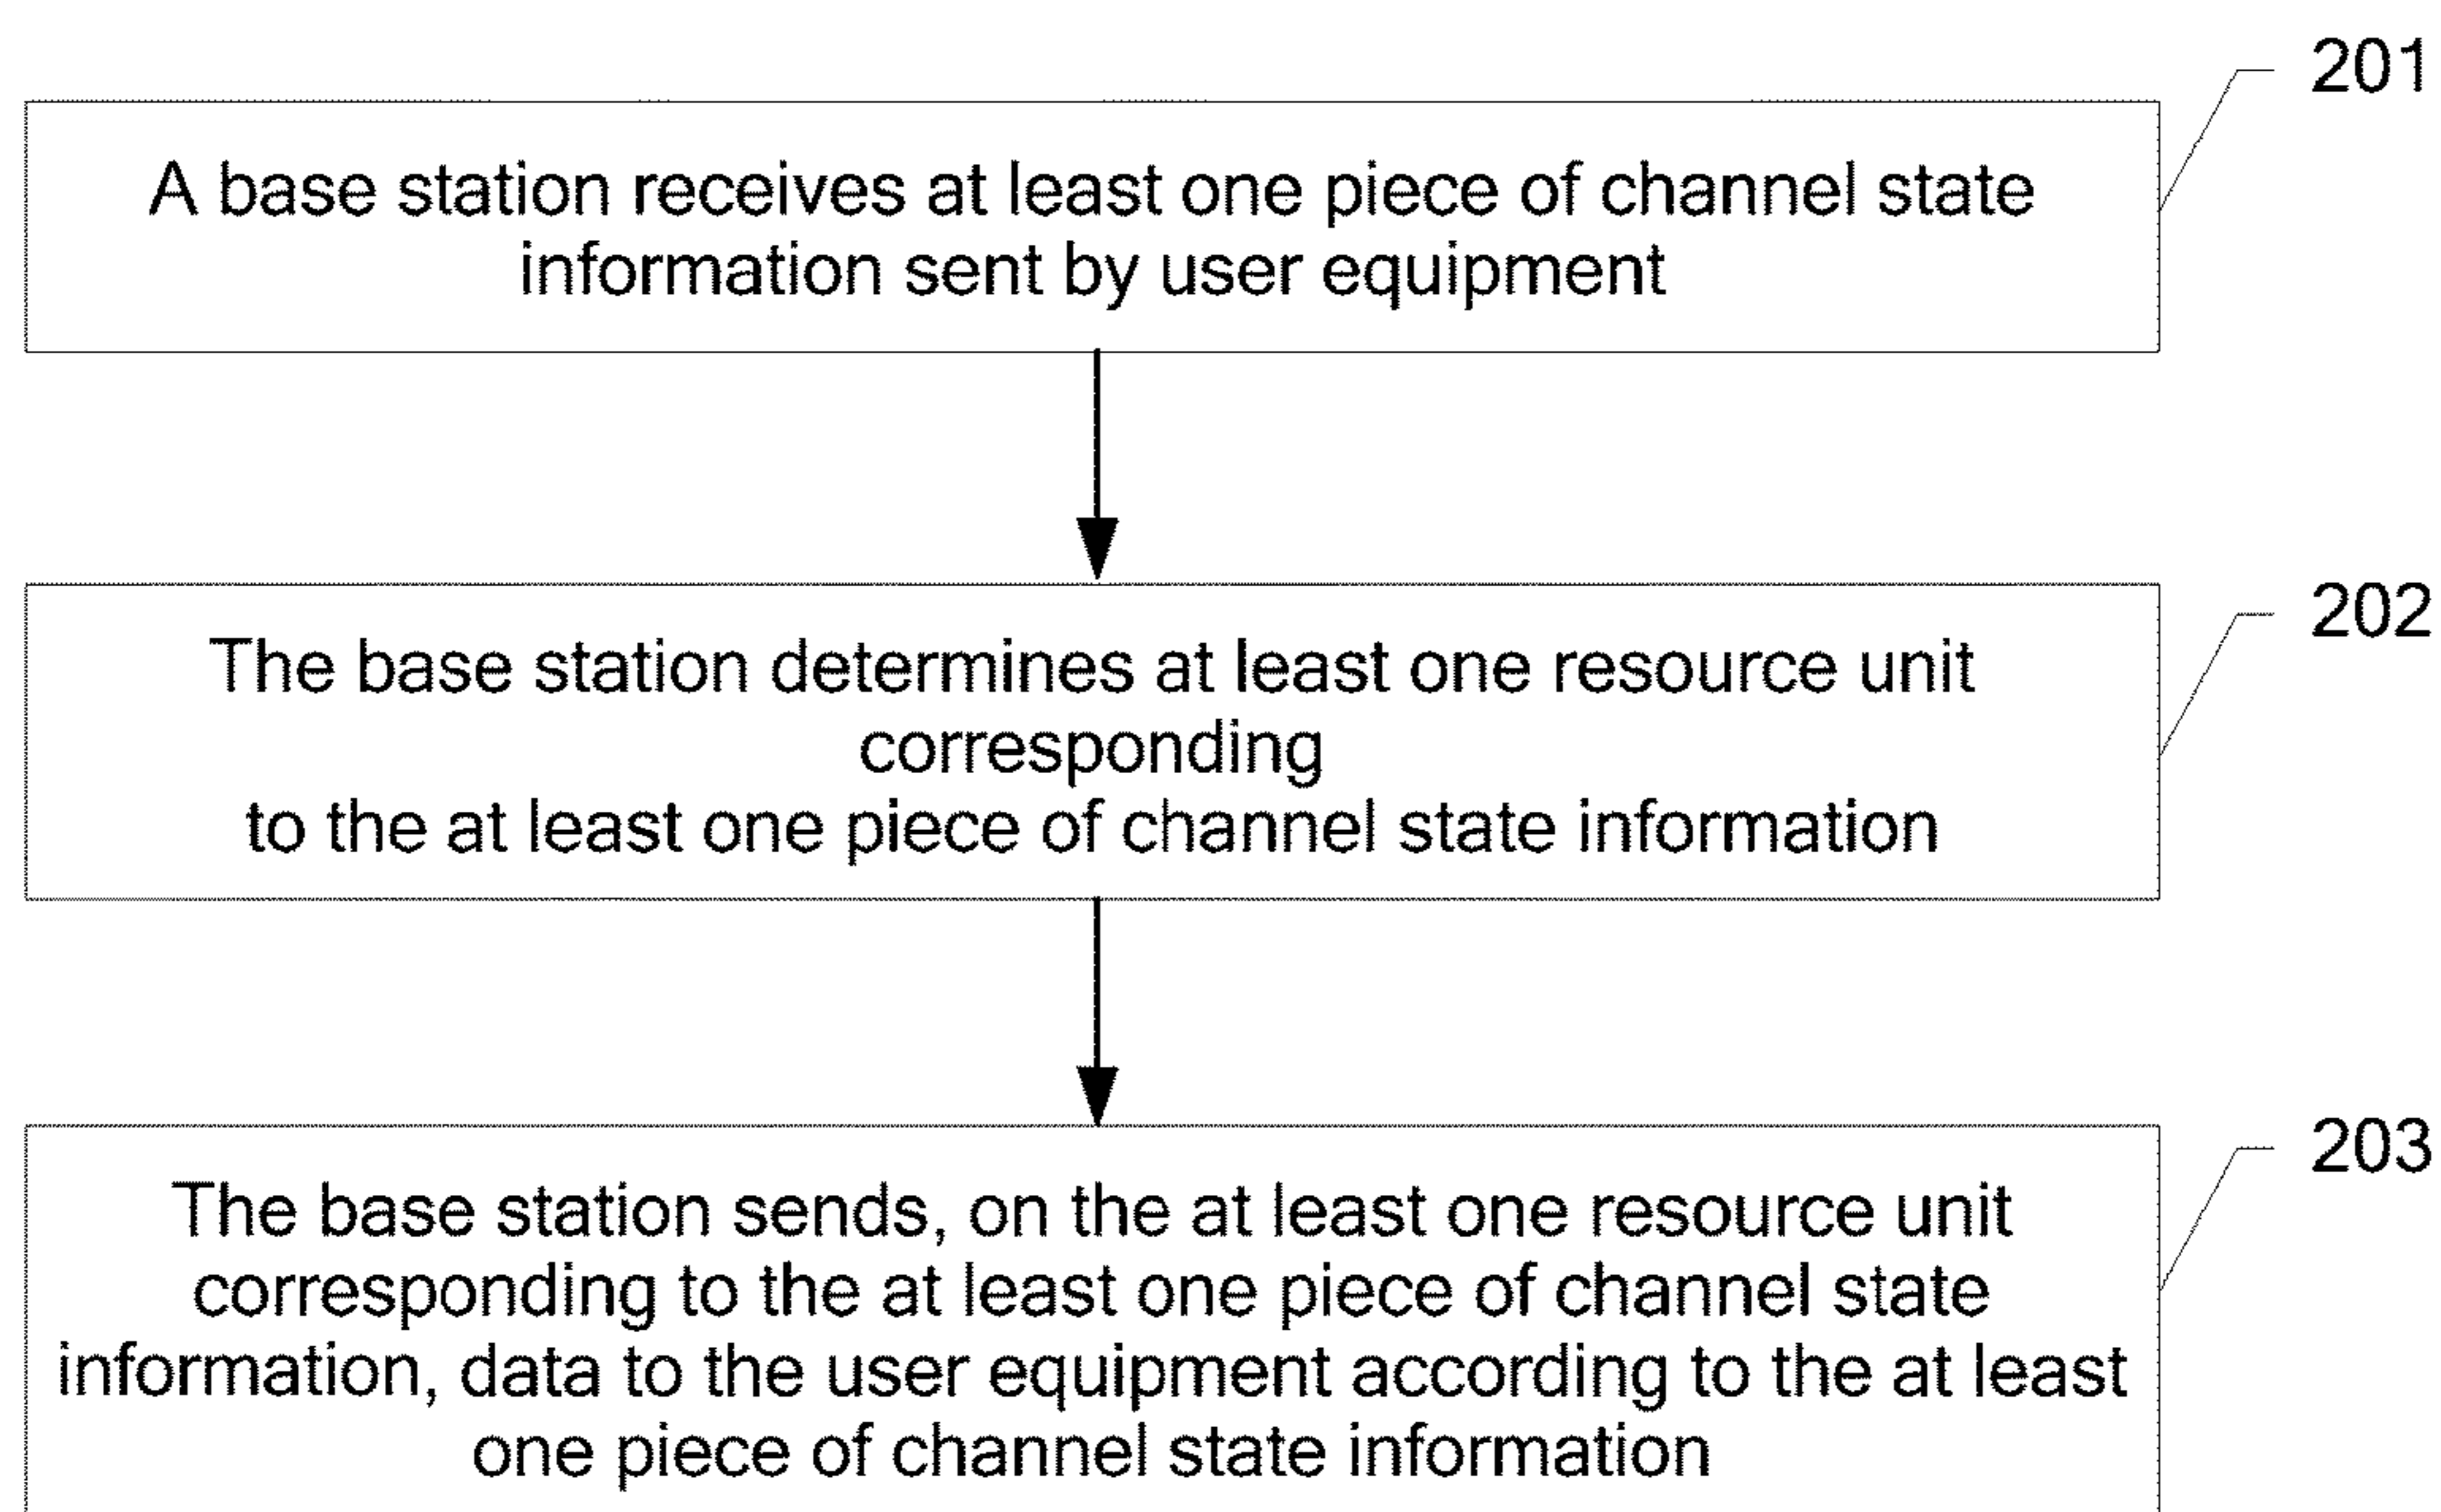 201
A base station receives at least one piece of channel state
information sent by user equipment
202
The base station determines at least one resource unit
corresponding
to the at least one piece of channel state information
203
The base station sends, on the at least one resource unit
corresponding to the at least one piece of channel state
information, data to the user equipment according to the at least
one piece of channel state information